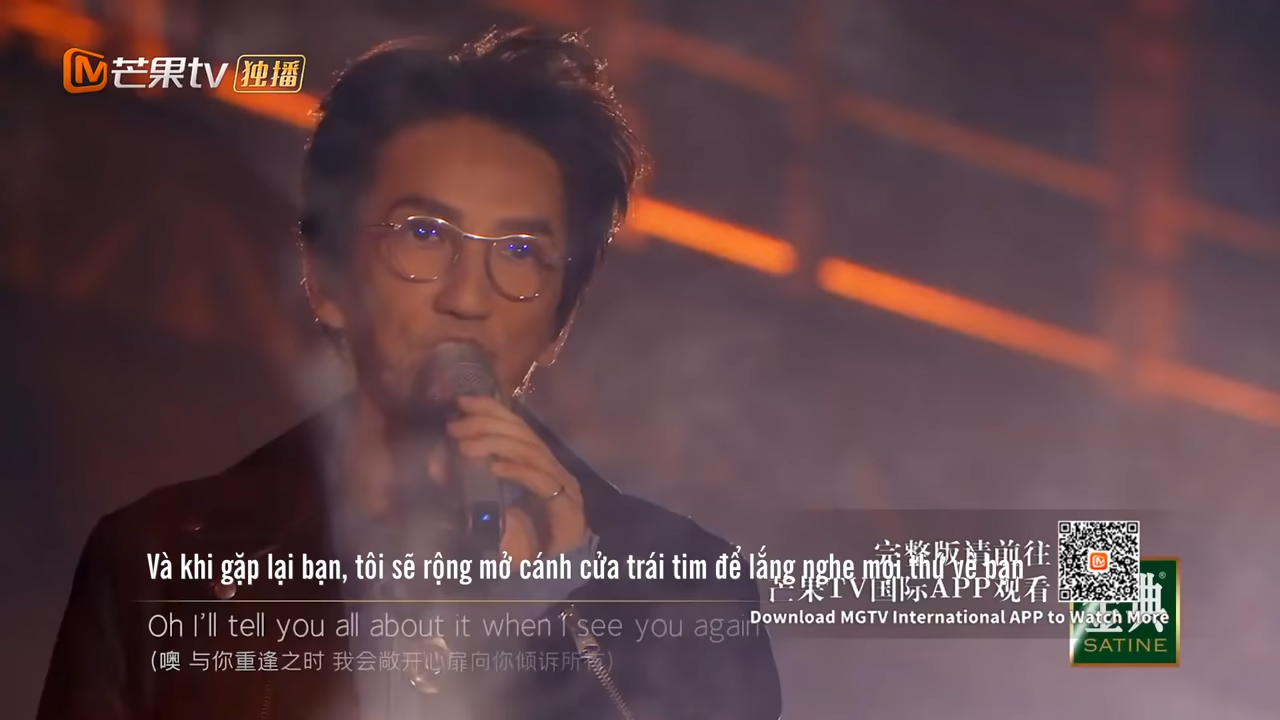 芒果tv 独播
完整版请前往
Và khi gặp lại bạn, tôi sẽ rộng mở cánh cửa trái tim để lắng nghe mọi thứ về bạn
芒果TV国际APP观看
Download MGTV International APP to Watch More
Oh I'll tell you all about it when I see you again
(噢 与你重逢之时 我会敞开心扉向你倾诉所有)
金典®
SATINE